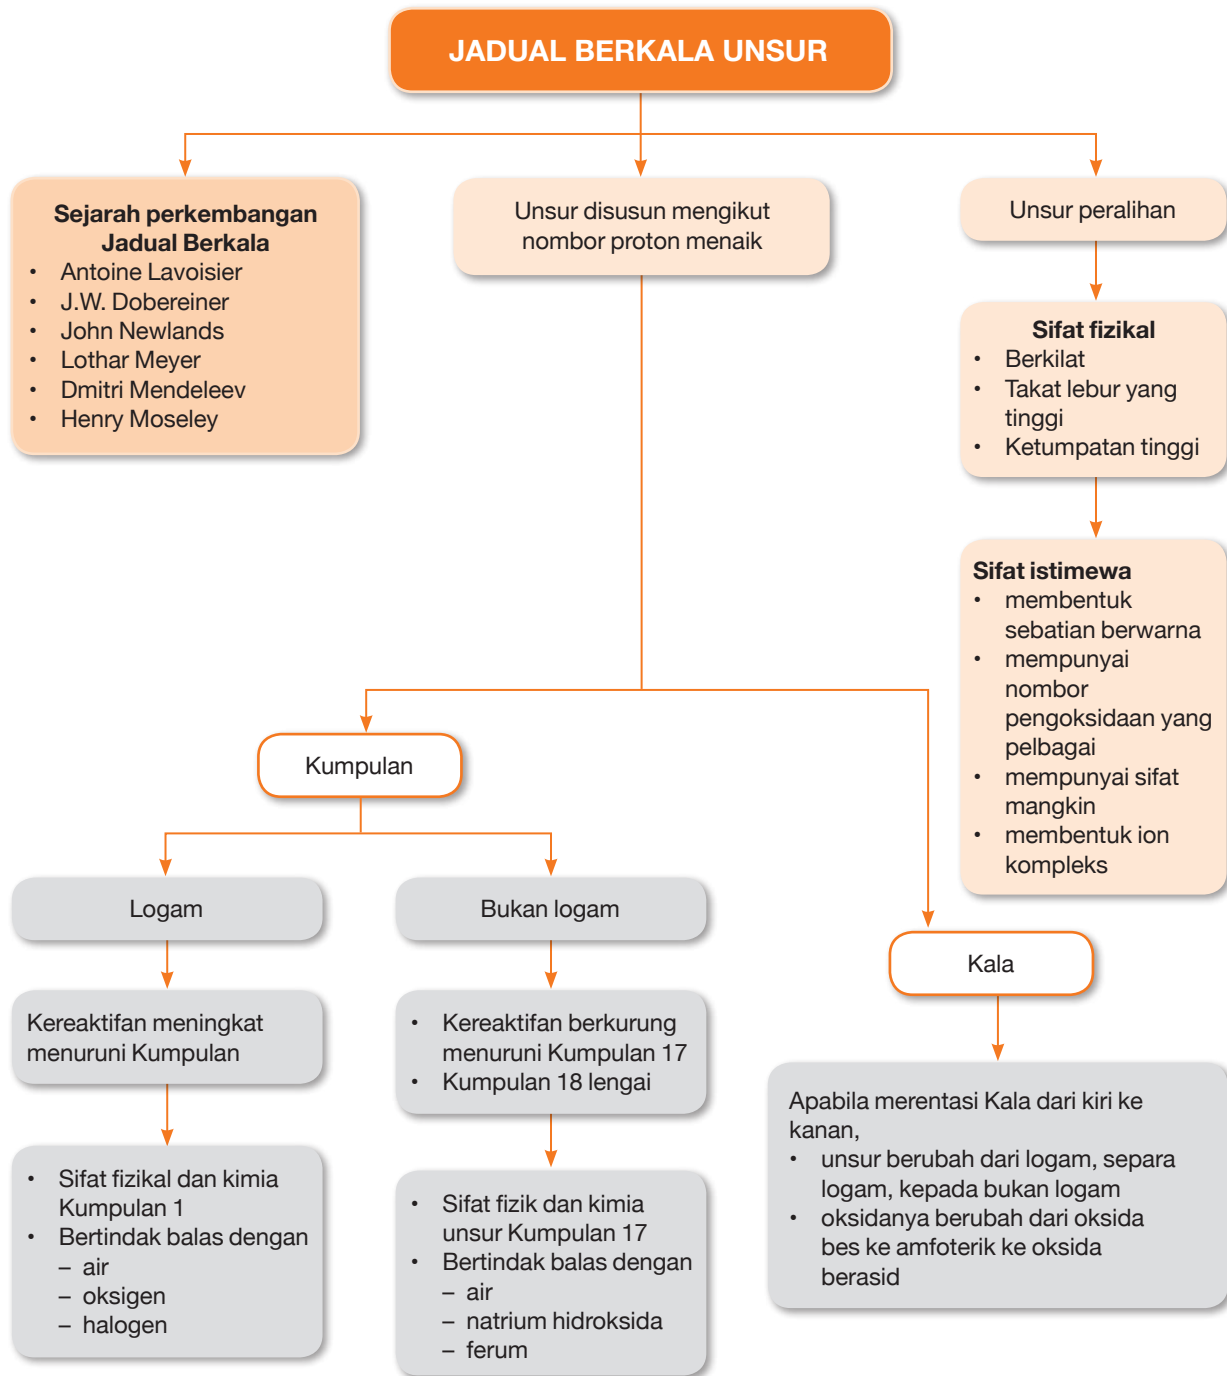 JADUAL BERKALA UNSUR
Sejarah perkembangan
Jadual Berkala
• Antoine Lavoisier
• J.W. Dobereiner
• John Newlands
• Lothar Meyer
• Dmitri Mendeleev
• Henry Moseley
Unsur disusun mengikut
nombor proton menaik
Unsur peralihan
Sifat fizikal
• Berkilat
• Takat lebur yang
tinggi
• Ketumpatan tinggi
Sifat istimewa
• membentuk
sebatian berwarna
• mempunyai
nombor
pengoksidaan yang
pelbagai
• mempunyai sifat
mangkin
• membentuk ion
kompleks
Kumpulan
Logam
Kereaktifan meningkat
menuruni Kumpulan
• Sifat fizikal dan kimia
Kumpulan 1
• Bertindak balas dengan
– air
– oksigen
– halogen
Bukan logam
• Kereaktifan berkurung
menuruni Kumpulan 17
• Kumpulan 18 lengai
• Sifat fizik dan kimia
unsur Kumpulan 17
• Bertindak balas dengan
– air
– natrium hidroksida
– ferum
Kala
Apabila merentasi Kala dari kiri ke
kanan,
• unsur berubah dari logam, separa
logam, kepada bukan logam
• oksidanya berubah dari oksida
bes ke amfoterik ke oksida
berasid